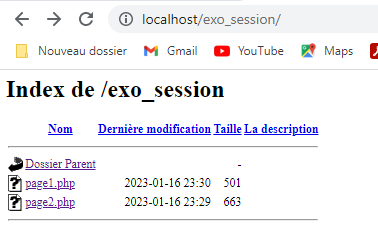 localhost/exo_session/
Nouveau dossier Gmail YouTube Maps
Index de /exo_session
Nom Dernière modification Taille La description
Dossier Parent -
page1.php 2023-01-16 23:30 501
page2.php 2023-01-16 23:29 663